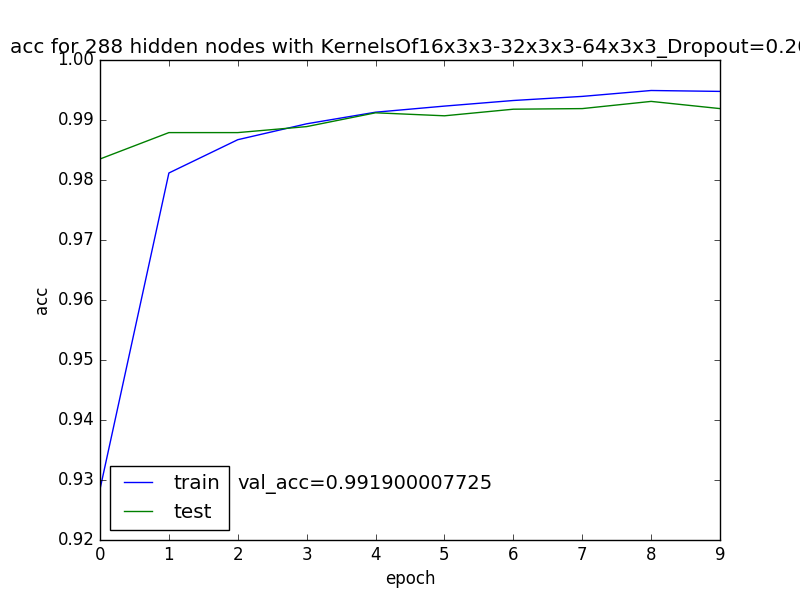 acc for 288 hidden nodes with KernelsOf16x3x3-32x3x3-64x3x3_Dropout=0.20
1.00
0.99
0.98
0.97
0.96
0.95
0.94
0.93
0.92
acc
train
test
val_acc=0.991900007725
0 1 2 3 4 5 6 7 8 9
epoch